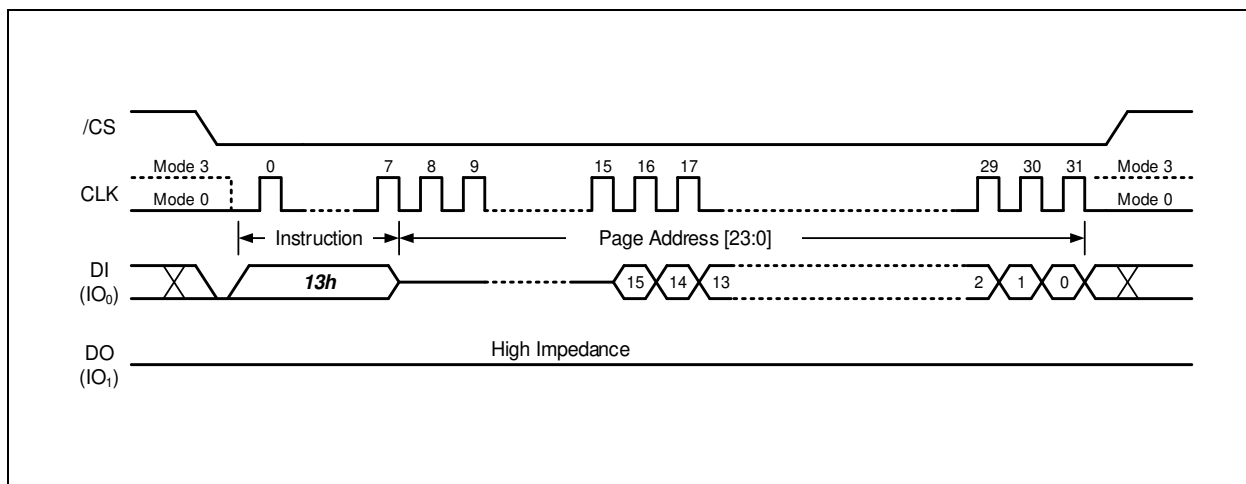 /CS
Mode 3 0 7 8 9 15 16 17 29 30 31 Mode 3
CLK
Mode 0 Mode 0
Instruction Page Address [23:0]
DI
(IO₀)
13h 15 14 13 2 1 0
DO
(IO₁)
High Impedance